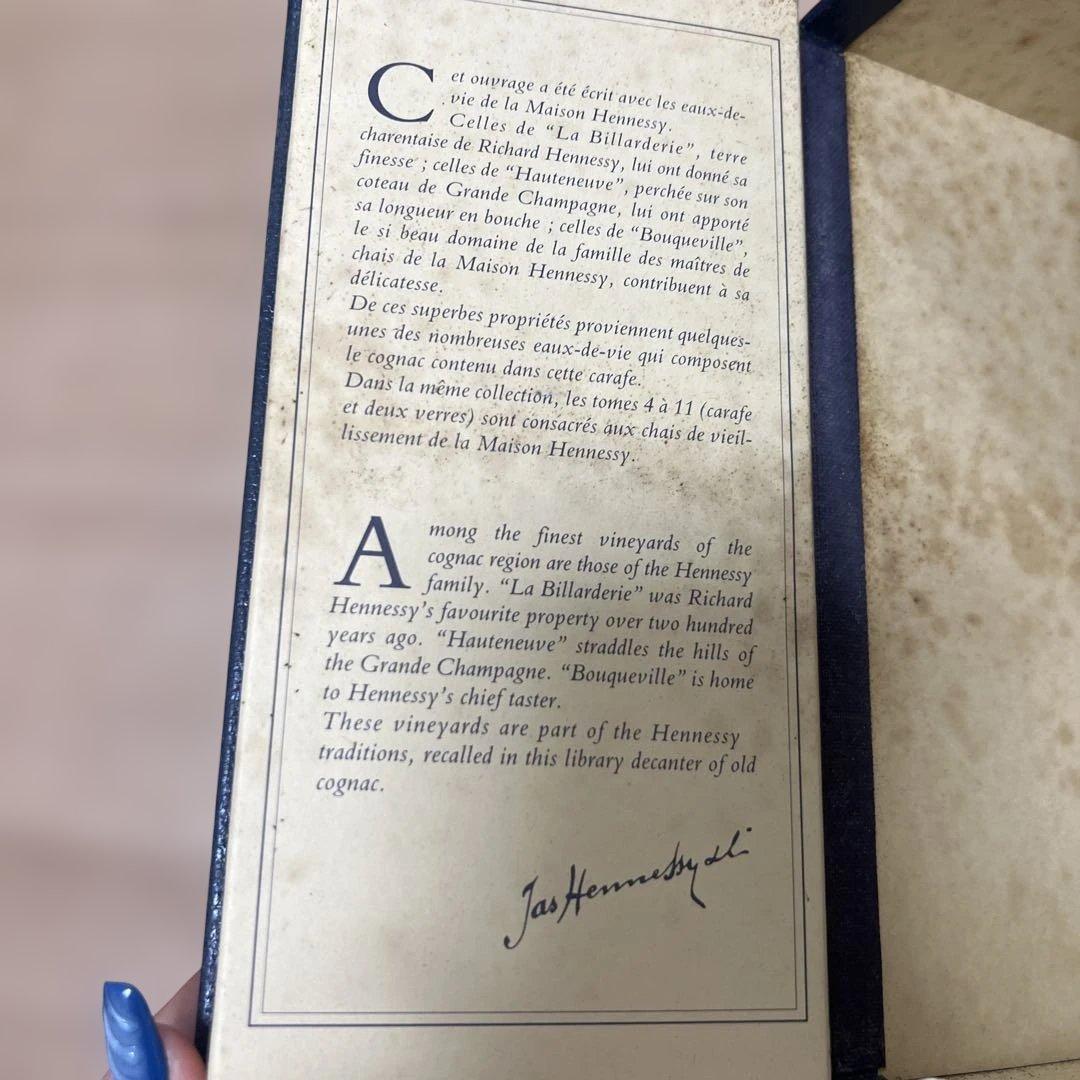 Cet ouvrage a été écrit avec les eaux-de-
vie de la Maison Hennessy.
Celles de “La Billarderie”, terre
charentaise de Richard Hennessy, lui ont donné sa
finesse ; celles de “Hauteneuve”, perchée sur son
coteau de Grande Champagne, lui ont apporté
sa longueur en bouche ; celles de “Bouqueville”,
le si beau domaine de la famille des maîtres de
chais de la Maison Hennessy, contribuent à sa
délicatesse.
De ces superbes propriétés proviennent quelques-
unes des nombreuses eaux-de-vie qui composent
le cognac contenu dans cette carafe.
Dans la même collection, les tomes 4 à 11 (carafe
et deux verres) sont consacrés aux chais de vieil-
lissement de la Maison Hennessy.
Among the finest vineyards of the
cognac region are those of the Hennessy
family. “La Billarderie” was Richard
Hennessy’s favourite property over two hundred
years ago. “Hauteneuve” straddles the hills of
the Grande Champagne. “Bouqueville” is home
to Hennessy’s chief taster.
These vineyards are part of the Hennessy
traditions, recalled in this library decanter of old
cognac.
Jas Hennessy